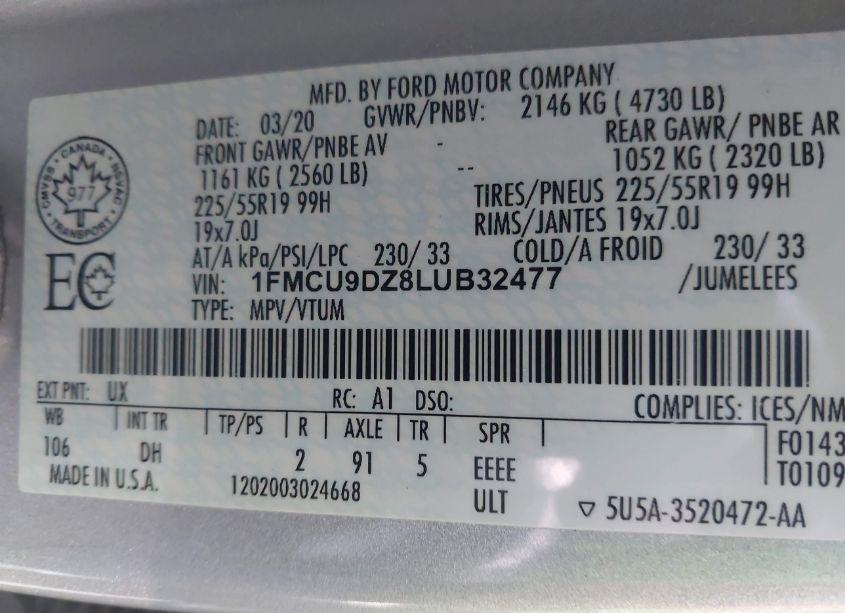 MFD. BY FORD MOTOR COMPANY
DATE: 03/20 GVWR/PNBV: 2146 KG ( 4730 LB)
FRONT GAWR/PNBE AV - REAR GAWR/ PNBE AR
1161 KG ( 2560 LB) -- 1052 KG ( 2320 LB)
225/55R19 99H TIRES/PNEUS 225/55R19 99H
19x7.0J RIMS/JANTES 19x7.0J
AT/A kPa/PSI/LPC 230/ 33 COLD/A FROID 230/ 33
VIN: 1FMCU9DZ8LUB32477 /JUMELEES
TYPE: MPV/VTUM
CANADA
CMVSS NSVAC
977
TRANSPORT
EC
EXT PNT: UX RC: A1 DSO: COMPLIES: ICES/NM
WB INT TR TP/PS R AXLE TR SPR F0143
106 DH 2 91 5 EEEE T0109
MADE IN U.S.A. 1202003024668 ULT ▽ 5U5A-3520472-AA